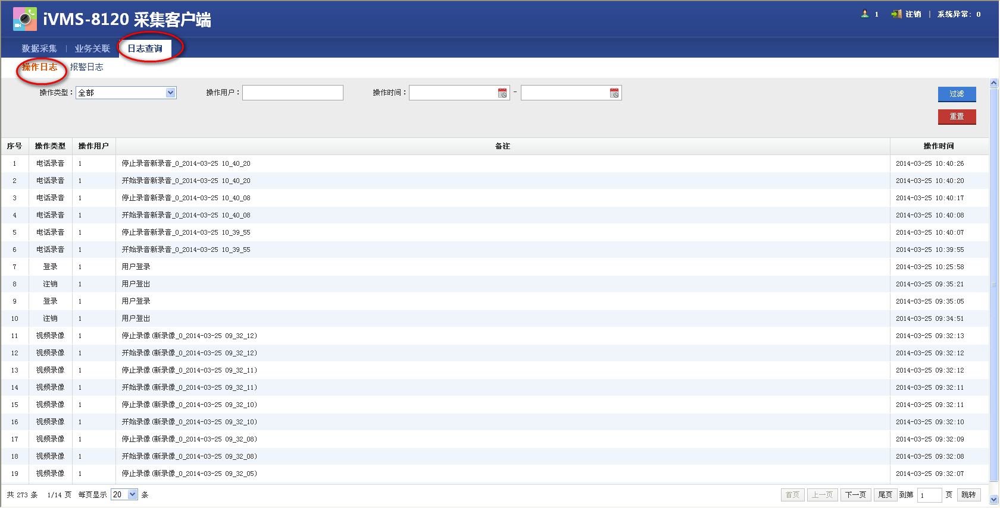 iVMS-8120 采集客户端
1 注销 | 系统异常: 0
数据采集 | 业务关联 日志查询
操作日志 报警日志
操作类型： 全部 操作用户： 操作时间： -
过滤
重置
序号 操作类型 操作用户 备注 操作时间
1 电话录音 1 停止录音新录音_0_2014-03-25 10_40_20 2014-03-25 10:40:26
2 电话录音 1 开始录音新录音_0_2014-03-25 10_40_20 2014-03-25 10:40:20
3 电话录音 1 停止录音新录音_0_2014-03-25 10_40_08 2014-03-25 10:40:17
4 电话录音 1 开始录音新录音_0_2014-03-25 10_40_08 2014-03-25 10:40:08
5 电话录音 1 停止录音新录音_0_2014-03-25 10_39_55 2014-03-25 10:40:07
6 电话录音 1 开始录音新录音_0_2014-03-25 10_39_55 2014-03-25 10:39:55
7 登录 1 用户登录 2014-03-25 10:25:58
8 注销 1 用户登出 2014-03-25 09:35:21
9 登录 1 用户登录 2014-03-25 09:35:05
10 注销 1 用户登出 2014-03-25 09:34:51
11 视频录像 1 停止录像(新录像_0_2014-03-25 09_32_12) 2014-03-25 09:32:13
12 视频录像 1 开始录像(新录像_0_2014-03-25 09_32_12) 2014-03-25 09:32:12
13 视频录像 1 停止录像(新录像_0_2014-03-25 09_32_11) 2014-03-25 09:32:12
14 视频录像 1 开始录像(新录像_0_2014-03-25 09_32_11) 2014-03-25 09:32:11
15 视频录像 1 停止录像(新录像_0_2014-03-25 09_32_10) 2014-03-25 09:32:11
16 视频录像 1 开始录像(新录像_0_2014-03-25 09_32_10) 2014-03-25 09:32:10
17 视频录像 1 停止录像(新录像_0_2014-03-25 09_32_08) 2014-03-25 09:32:09
18 视频录像 1 开始录像(新录像_0_2014-03-25 09_32_08) 2014-03-25 09:32:08
19 视频录像 1 停止录像(新录像_0_2014-03-25 09_32_05) 2014-03-25 09:32:07
共 273 条 1/14 页 每页显示 20 条 首页 上一页 下一页 尾页 到第 1 页 跳转